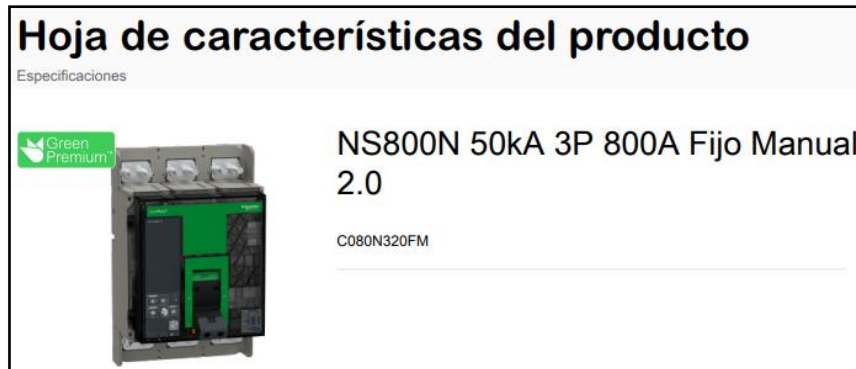 Hoja de características del producto
Especificaciones
Green
Premium™
NS800N 50kA 3P 800A Fijo Manual
2.0
C080N320FM